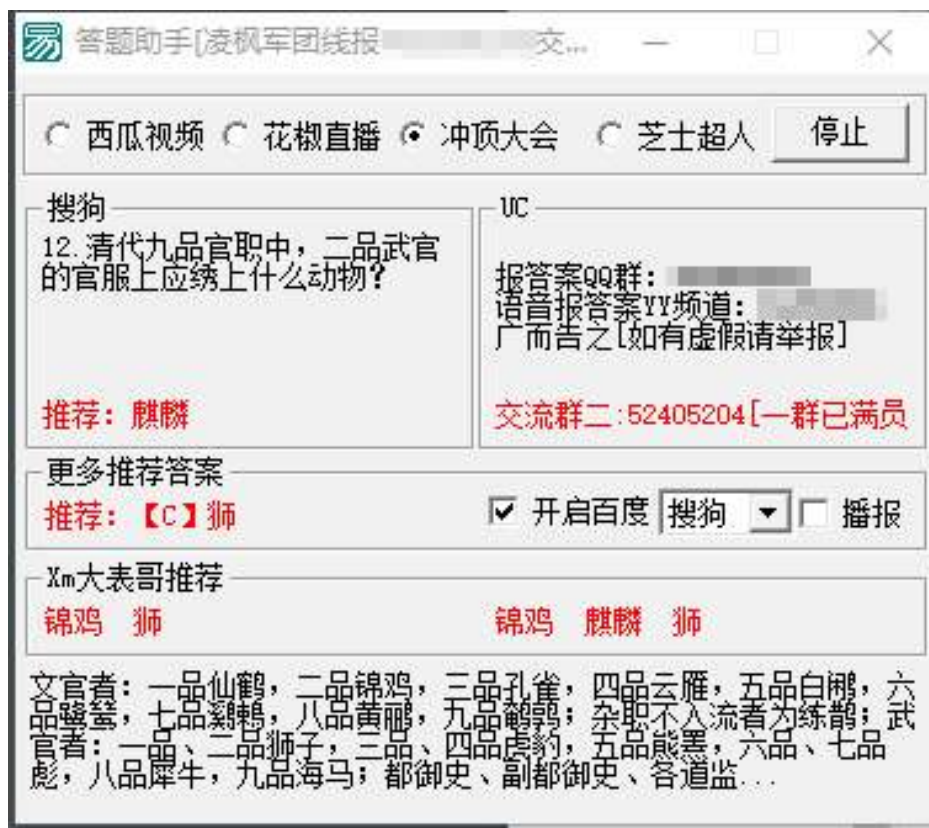 答题助手[凌枫军团线报 交...
西瓜视频 花椒直播 冲顶大会 芝士超人 停止
搜狗
12.清代九品官职中，二品武官
的官服上应绣上什么动物?
推荐: 麒麟
UC
报答案QQ群:
语音报答案YY频道:
广而告之[如有虚假请举报]
交流群二:52405204[一群已满员
更多推荐答案
推荐: 【C】狮
开启百度 搜狗 播报
Xm大表哥推荐
锦鸡 狮 锦鸡 麒麟 狮
文官者: 一品仙鹤，二品锦鸡，三品孔雀，四品云雁，五品白鹇，六
品鹭鸶，七品鸂鶒，八品黄鹂，九品鹌鹑；杂职不入流者为练鹊；武
官者: 一品、二品狮子，三品、四品虎豹，五品熊罴，六品、七品
彪，八品犀牛，九品海马；都御史、副都御史、各道监...